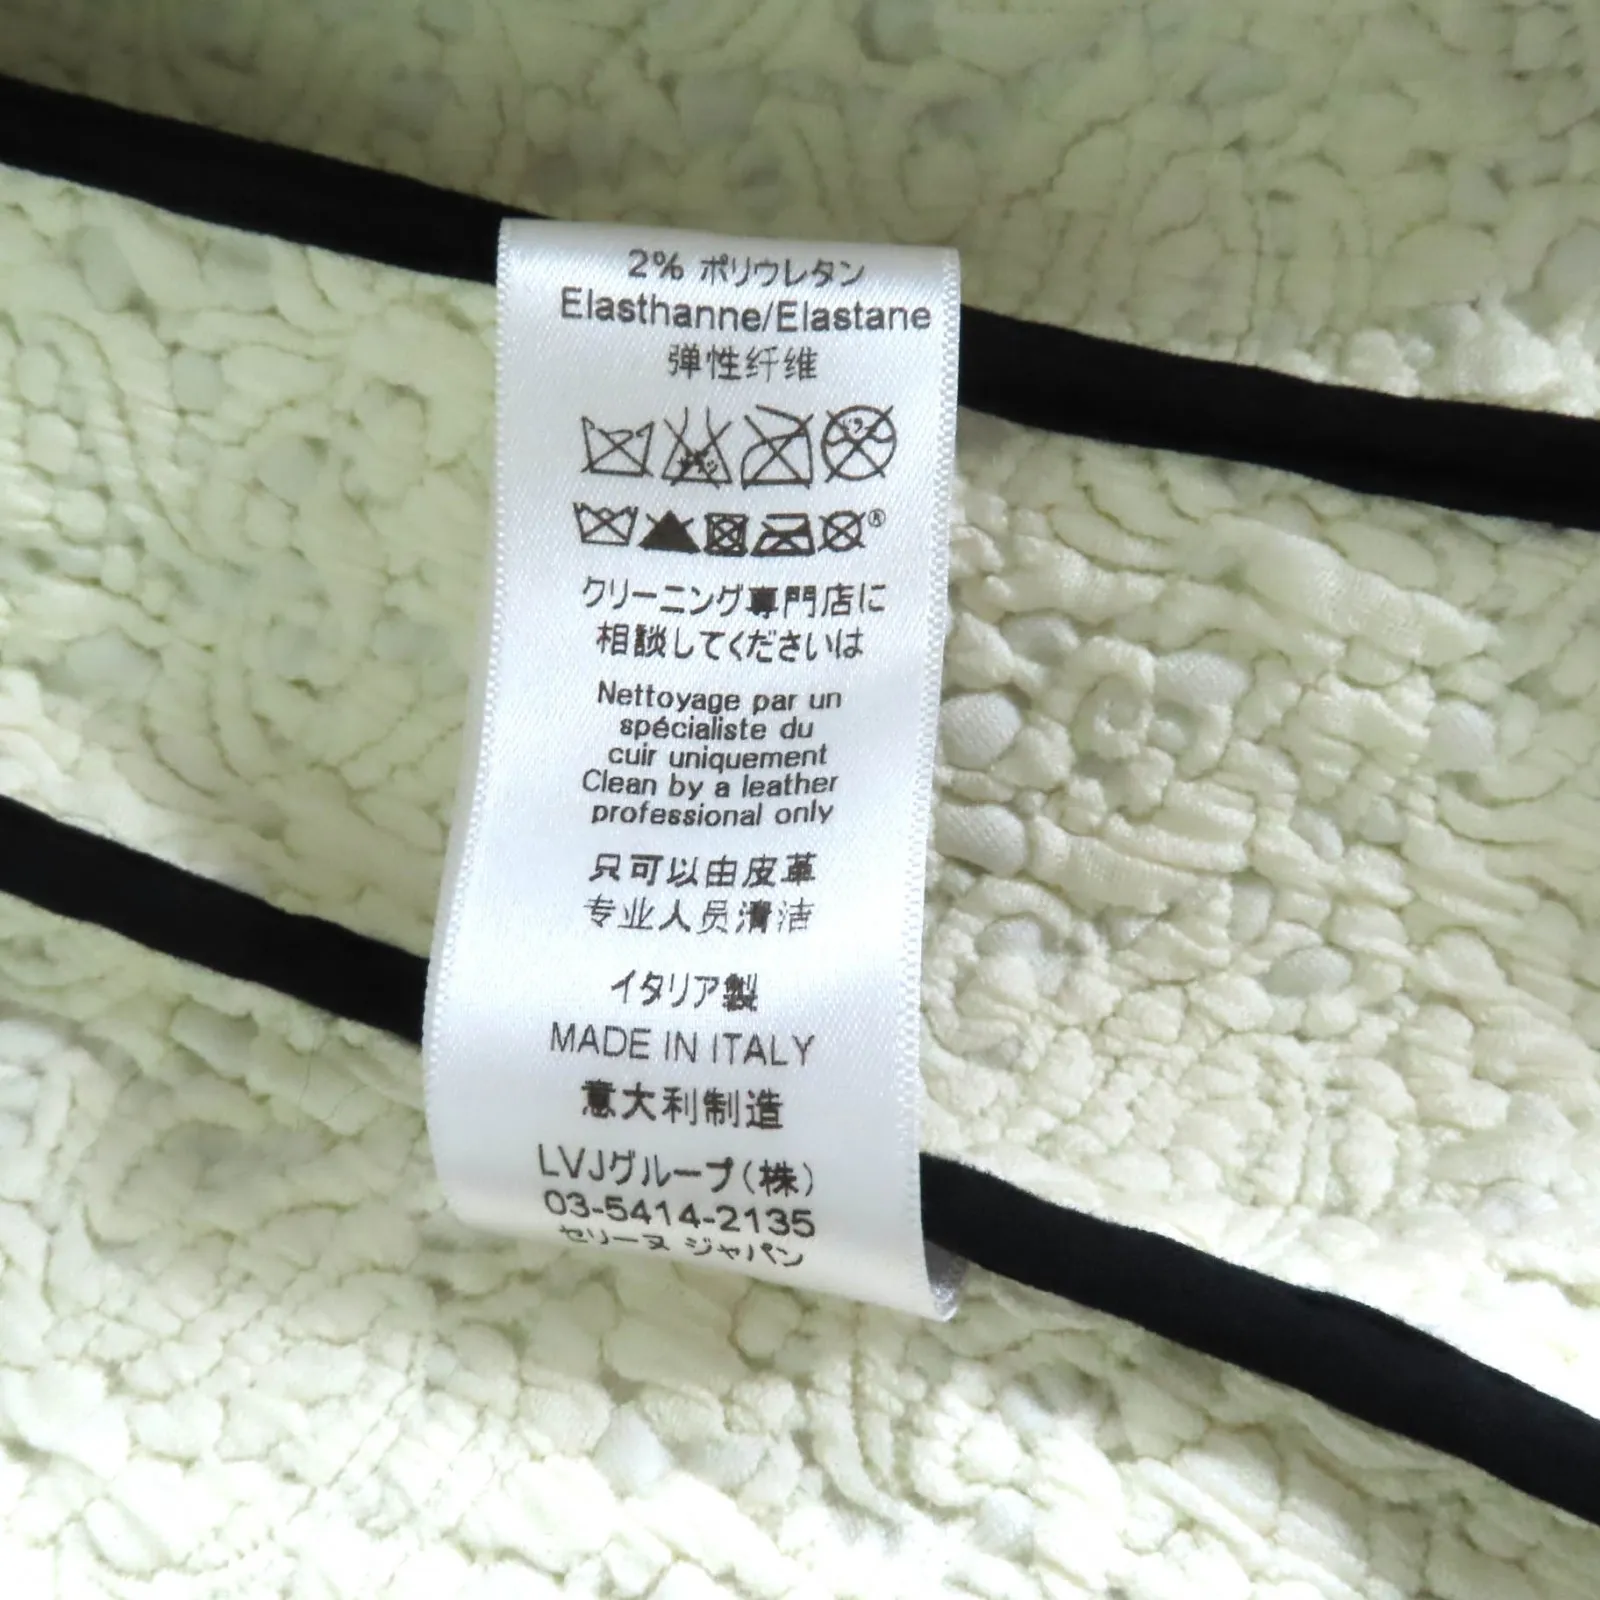 2% ポリウレタン
Elasthanne/Elastane
弹性纤维
クリーニング専門店に
相談してくださいは
Nettoyage par un
spécialiste du
cuir uniquement
Clean by a leather
professional only
只可以由皮革
专业人员清洁
イタリア製
MADE IN ITALY
意大利制造
LVJグループ(株)
03-5414-2135
セリーヌ ジャパン